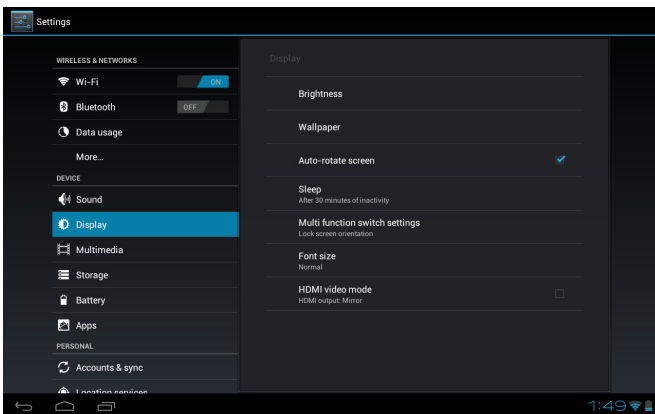 Settings
WIRELESS & NETWORKS
Wi-Fi
ON
Bluetooth
OFF
Data usage
More...
DEVICE
Sound
Display
Multimedia
Storage
Battery
Apps
PERSONAL
Accounts & sync
Location services
Display
Brightness
Wallpaper
Auto-rotate screen
Sleep
After 30 minutes of inactivity
Multi function switch settings
Lock screen orientation
Font size
Normal
HDMI video mode
HDMI output: Mirror
1:49